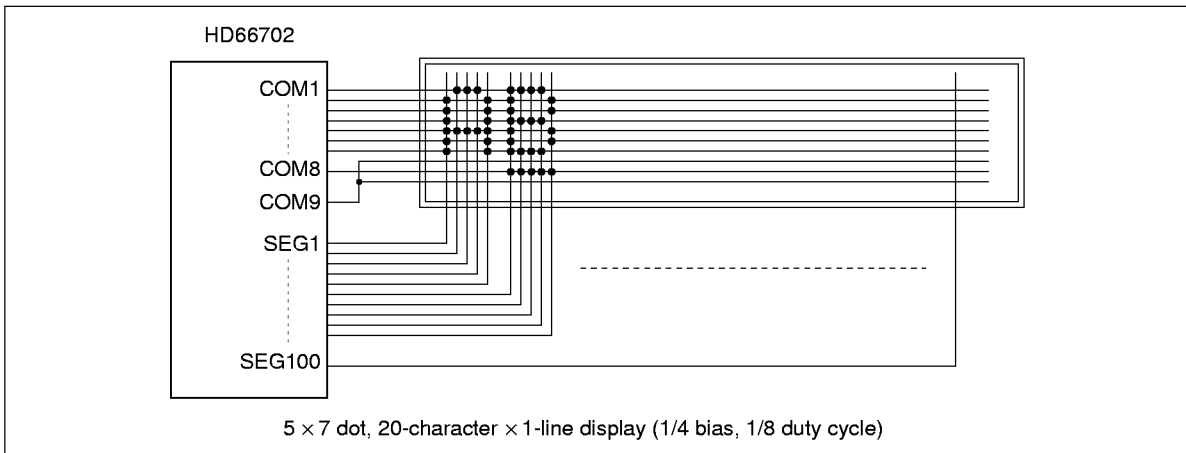 HD66702
COM1
COM8
COM9
SEG1
SEG100
5 × 7 dot, 20-character × 1-line display (1/4 bias, 1/8 duty cycle)